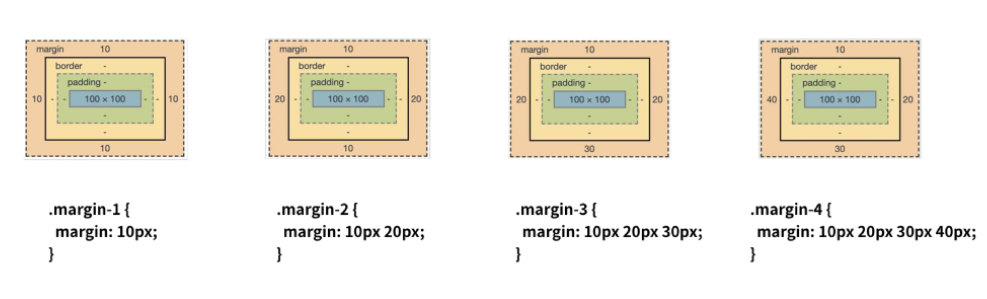 margin 10
border -
padding -
10 - - 100 × 100 - - 10
-
-
10
margin 10
border -
padding -
20 - - 100 × 100 - - 20
-
-
10
margin 10
border -
padding -
20 - - 100 × 100 - - 20
-
-
30
margin 10
border -
padding -
40 - - 100 × 100 - - 20
-
-
30
.margin-1 {
margin: 10px;
}
.margin-2 {
margin: 10px 20px;
}
.margin-3 {
margin: 10px 20px 30px;
}
.margin-4 {
margin: 10px 20px 30px 40px;
}